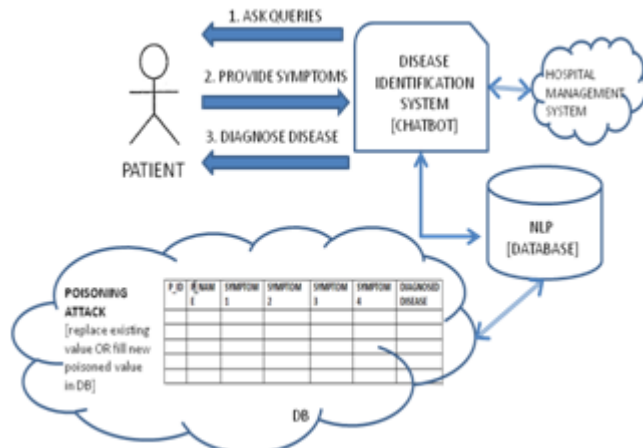 1. ASK QUERIES
2. PROVIDE SYMPTOMS
3. DIAGNOSE DISEASE
PATIENT
DISEASE
IDENTIFICATION
SYSTEM
[CHATBOT]
HOSPITAL
MANAGEMENT
SYSTEM
NLP
[DATABASE]
POISONING
ATTACK
[replace existing
value OR fill new
poisoned value
in DB]
P_ID P_NAM SYMPTOM SYMPTOM SYMPTOM SYMPTOM DIAGNOSED
E 1 2 3 4 DISEASE
DB